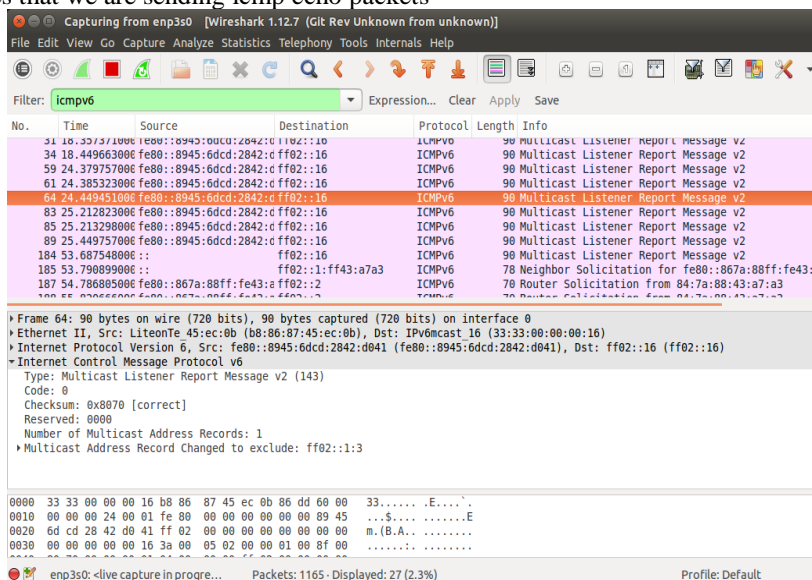 s that we are sending icmp echo packets
Capturing from enp3s0 [Wireshark 1.12.7 (Git Rev Unknown from unknown)]
File Edit View Go Capture Analyze Statistics Telephony Tools Internals Help
Filter: icmpv6 Expression... Clear Apply Save
No. Time Source Destination Protocol Length Info
31 18.357371000 fe80::8945:6dcd:2842:d ff02::16 ICMPv6 90 Multicast Listener Report Message v2
34 18.449663000 fe80::8945:6dcd:2842:d ff02::16 ICMPv6 90 Multicast Listener Report Message v2
59 24.379757000 fe80::8945:6dcd:2842:d ff02::16 ICMPv6 90 Multicast Listener Report Message v2
61 24.385323000 fe80::8945:6dcd:2842:d ff02::16 ICMPv6 90 Multicast Listener Report Message v2
64 24.449451000 fe80::8945:6dcd:2842:d ff02::16 ICMPv6 90 Multicast Listener Report Message v2
83 25.212823000 fe80::8945:6dcd:2842:d ff02::16 ICMPv6 90 Multicast Listener Report Message v2
85 25.213298000 fe80::8945:6dcd:2842:d ff02::16 ICMPv6 90 Multicast Listener Report Message v2
89 25.449757000 fe80::8945:6dcd:2842:d ff02::16 ICMPv6 90 Multicast Listener Report Message v2
184 53.687548000 :: ff02::16 ICMPv6 90 Multicast Listener Report Message v2
185 53.790899000 :: ff02::1:ff43:a7a3 ICMPv6 78 Neighbor Solicitation for fe80::867a:88ff:fe43:
187 54.786805000 fe80::867a:88ff:fe43:a ff02::2 ICMPv6 70 Router Solicitation from 84:7a:88:43:a7:a3
Frame 64: 90 bytes on wire (720 bits), 90 bytes captured (720 bits) on interface 0
Ethernet II, Src: LiteonTe_45:ec:0b (b8:86:87:45:ec:0b), Dst: IPv6mcast_16 (33:33:00:00:00:16)
Internet Protocol Version 6, Src: fe80::8945:6dcd:2842:d041 (fe80::8945:6dcd:2842:d041), Dst: ff02::16 (ff02::16)
Internet Control Message Protocol v6
Type: Multicast Listener Report Message v2 (143)
Code: 0
Checksum: 0x8070 [correct]
Reserved: 0000
Number of Multicast Address Records: 1
Multicast Address Record Changed to exclude: ff02::1:3
0000 33 33 00 00 00 16 b8 86 87 45 ec 0b 86 dd 60 00 33...... .E....`.
0010 00 00 00 24 00 01 fe 80 00 00 00 00 00 00 89 45 ...$.... .......E
0020 6d cd 28 42 d0 41 ff 02 00 00 00 00 00 00 00 00 m.(B.A.. ........
0030 00 00 00 00 00 16 3a 00 05 02 00 00 01 00 8f 00 ......:. ........
enp3s0: <live capture in progre... Packets: 1165 · Displayed: 27 (2.3%) Profile: Default